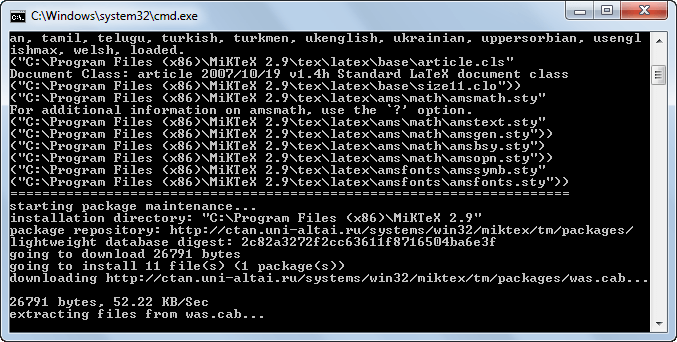 C:\Windows\system32\cmd.exe
an, tamil, telugu, turkish, turkmen, ukenglish, ukrainian, uppersorbian, usengl
ishmax, welsh, loaded.
("C:\Program Files (x86)\MiKTeX 2.9\tex\latex\base\article.cls"
Document Class: article 2007/10/19 v1.4h Standard LaTeX document class
("C:\Program Files (x86)\MiKTeX 2.9\tex\latex\base\size11.clo"))
("C:\Program Files (x86)\MiKTeX 2.9\tex\latex\ams\math\amsmath.sty"
For additional information on amsmath, use the `?' option.
("C:\Program Files (x86)\MiKTeX 2.9\tex\latex\ams\math\amstext.sty"
("C:\Program Files (x86)\MiKTeX 2.9\tex\latex\ams\math\amsgen.sty"))
("C:\Program Files (x86)\MiKTeX 2.9\tex\latex\ams\math\amsbsy.sty")
("C:\Program Files (x86)\MiKTeX 2.9\tex\latex\ams\math\amsopn.sty"))
("C:\Program Files (x86)\MiKTeX 2.9\tex\latex\amsfonts\amssymb.sty"
("C:\Program Files (x86)\MiKTeX 2.9\tex\latex\amsfonts\amsfonts.sty"))
======================================================================
starting package maintenance...
installation directory: "C:\Program Files (x86)\MiKTeX 2.9"
package repository: http://ctan.uni-altai.ru/systems/win32/miktex/tm/packages/
lightweight database digest: 2c82a3272f2cc63611f8716504ba6e3f
going to download 26791 bytes
going to install 11 file(s) (1 package(s))
downloading http://ctan.uni-altai.ru/systems/win32/miktex/tm/packages/was.cab...
26791 bytes, 52.22 KB/Sec
extracting files from was.cab...